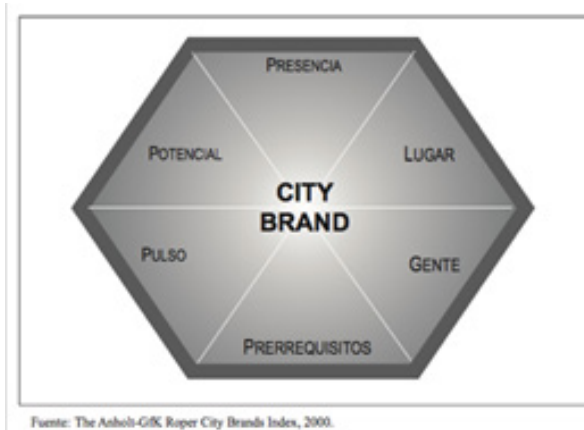 PRESENCIA
POTENCIAL
LUGAR
CITY
BRAND
PULSO
GENTE
PRERREQUISITOS
Fuente: The Anholt-GfK Roper City Brands Index, 2000.